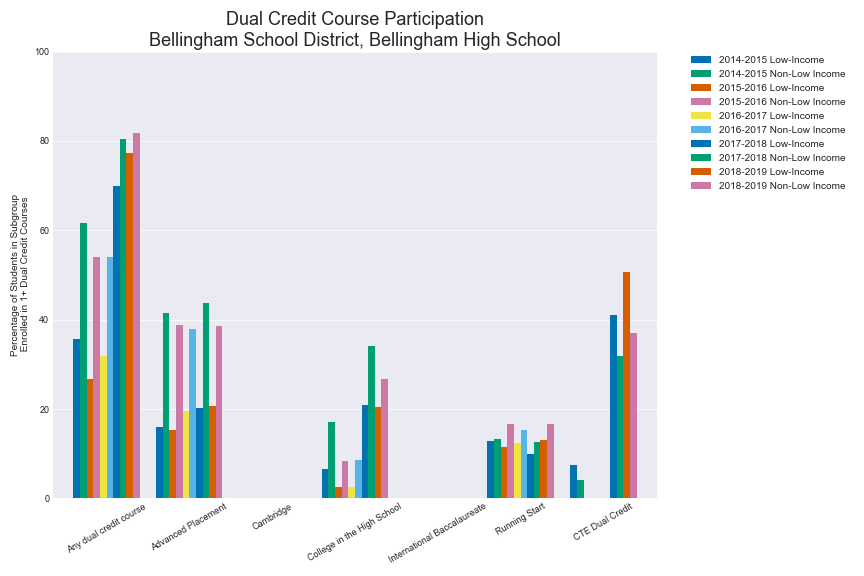 Dual Credit Course Participation
Bellingham School District, Bellingham High School
Percentage of Students in Subgroup
Enrolled in 1+ Dual Credit Courses
100
80
60
40
20
0
Any dual credit course
Advanced Placement
Cambridge
College in the High School
International Baccalaureate
Running Start
CTE Dual Credit
2014-2015 Low-Income
2014-2015 Non-Low Income
2015-2016 Low-Income
2015-2016 Non-Low Income
2016-2017 Low-Income
2016-2017 Non-Low Income
2017-2018 Low-Income
2017-2018 Non-Low Income
2018-2019 Low-Income
2018-2019 Non-Low Income